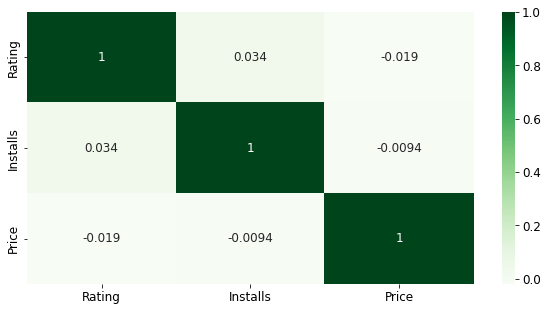 Rating 1 0.034 -0.019
Installs 0.034 1 -0.0094
Price -0.019 -0.0094 1
Rating Installs Price
1.0
0.8
0.6
0.4
0.2
0.0